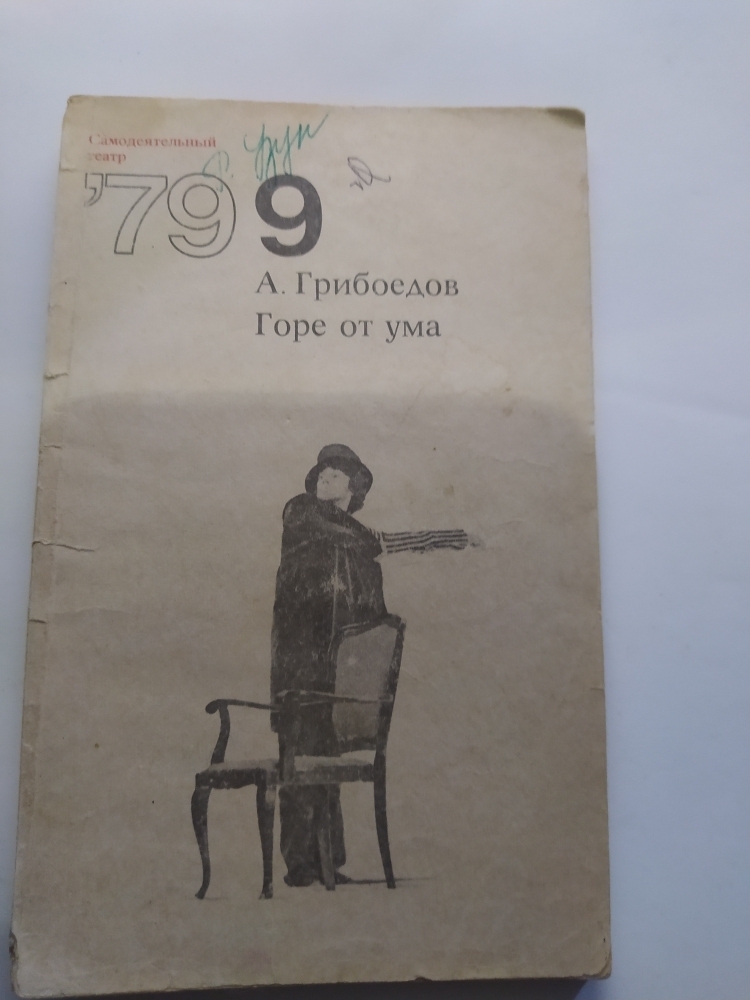 Самодеятельный
театр
'79 9
А. Грибоедов
Горе от ума